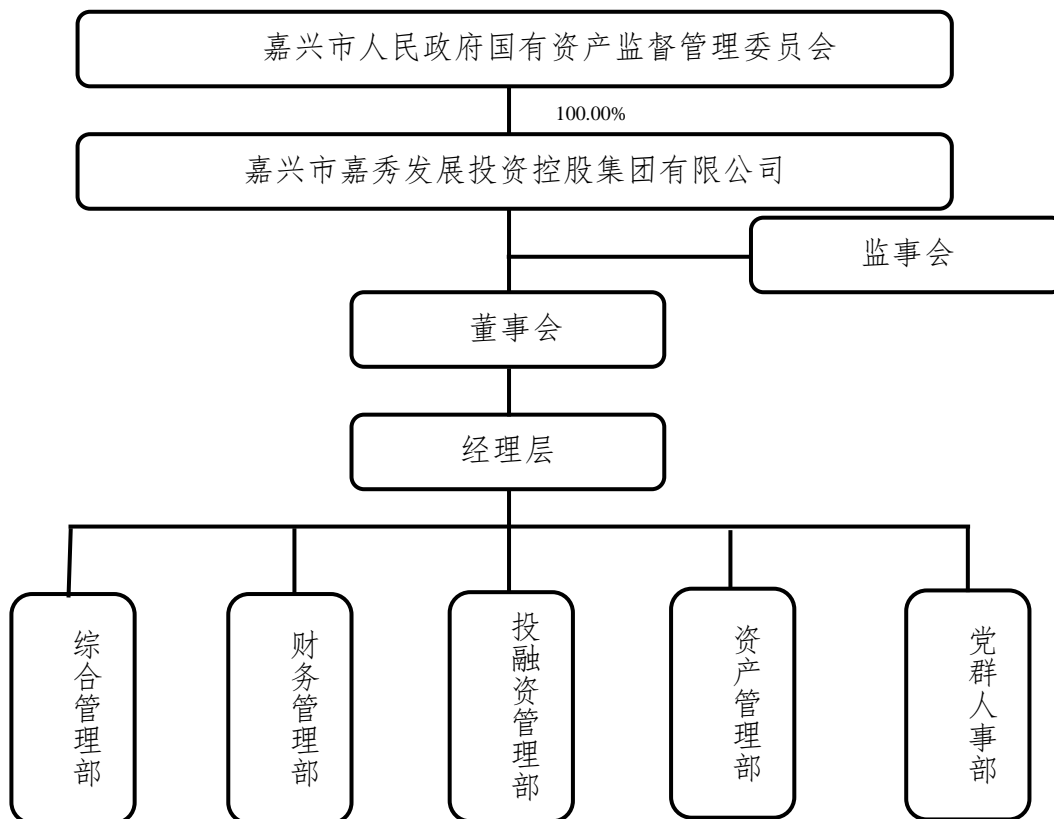 嘉兴市人民政府国有资产监督管理委员会
100.00%
嘉兴市嘉秀发展投资控股集团有限公司
监事会
董事会
经理层
综合管理部
财务管理部
投融资管理部
资产管理部
党群人事部